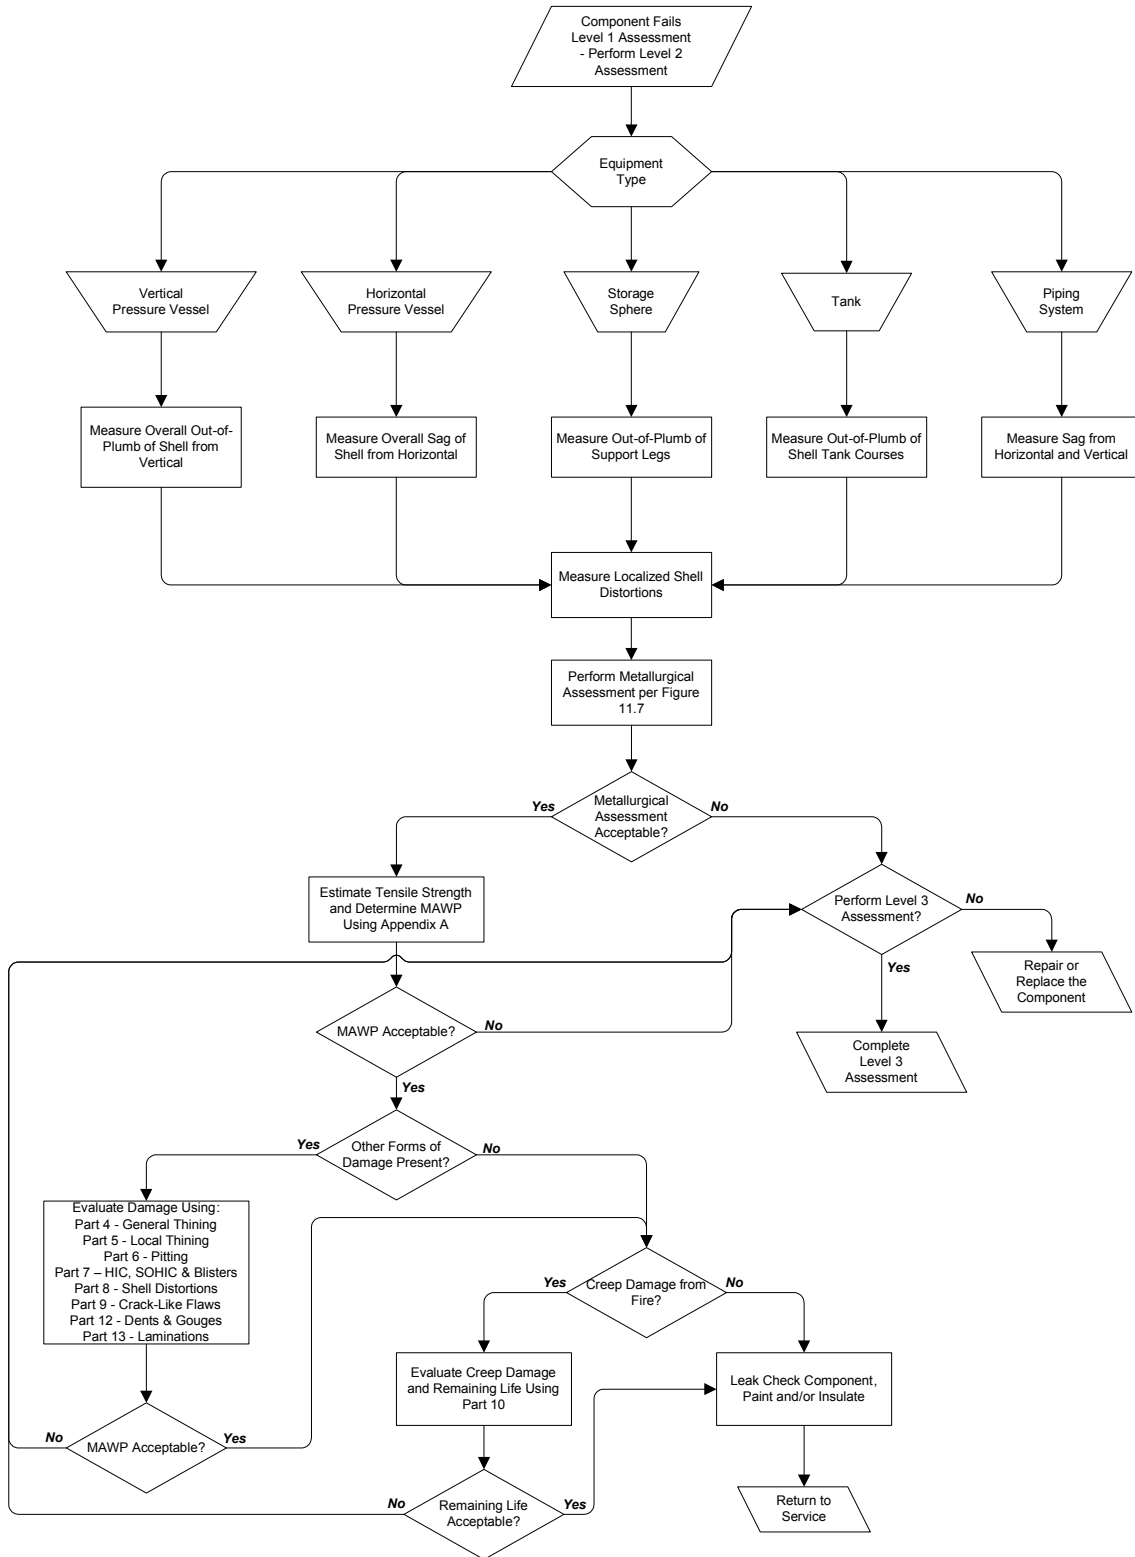 Component Fails
Level 1 Assessment
- Perform Level 2
Assessment
Equipment
Type
Vertical
Pressure Vessel
Horizontal
Pressure Vessel
Storage
Sphere
Tank
Piping
System
Measure Overall Out-of-
Plumb of Shell from
Vertical
Measure Overall Sag of
Shell from Horizontal
Measure Out-of-Plumb of
Support Legs
Measure Out-of-Plumb of
Shell Tank Courses
Measure Sag from
Horizontal and Vertical
Measure Localized Shell
Distortions
Perform Metallurgical
Assessment per Figure
11.7
Yes
Metallurgical
Assessment
Acceptable?
No
Estimate Tensile Strength
and Determine MAWP
Using Appendix A
Perform Level 3
Assessment?
No
Yes
Repair or
Replace the
Component
MAWP Acceptable?
No
Yes
Complete
Level 3
Assessment
Yes
Other Forms of
Damage Present?
No
Evaluate Damage Using:
Part 4 - General Thining
Part 5 - Local Thining
Part 6 - Pitting
Part 7 – HIC, SOHIC & Blisters
Part 8 - Shell Distortions
Part 9 - Crack-Like Flaws
Part 12 - Dents & Gouges
Part 13 - Laminations
Yes
Creep Damage from
Fire?
No
Evaluate Creep Damage
and Remaining Life Using
Part 10
Leak Check Component,
Paint and/or Insulate
No
MAWP Acceptable?
Yes
No
Remaining Life
Acceptable?
Yes
Return to
Service